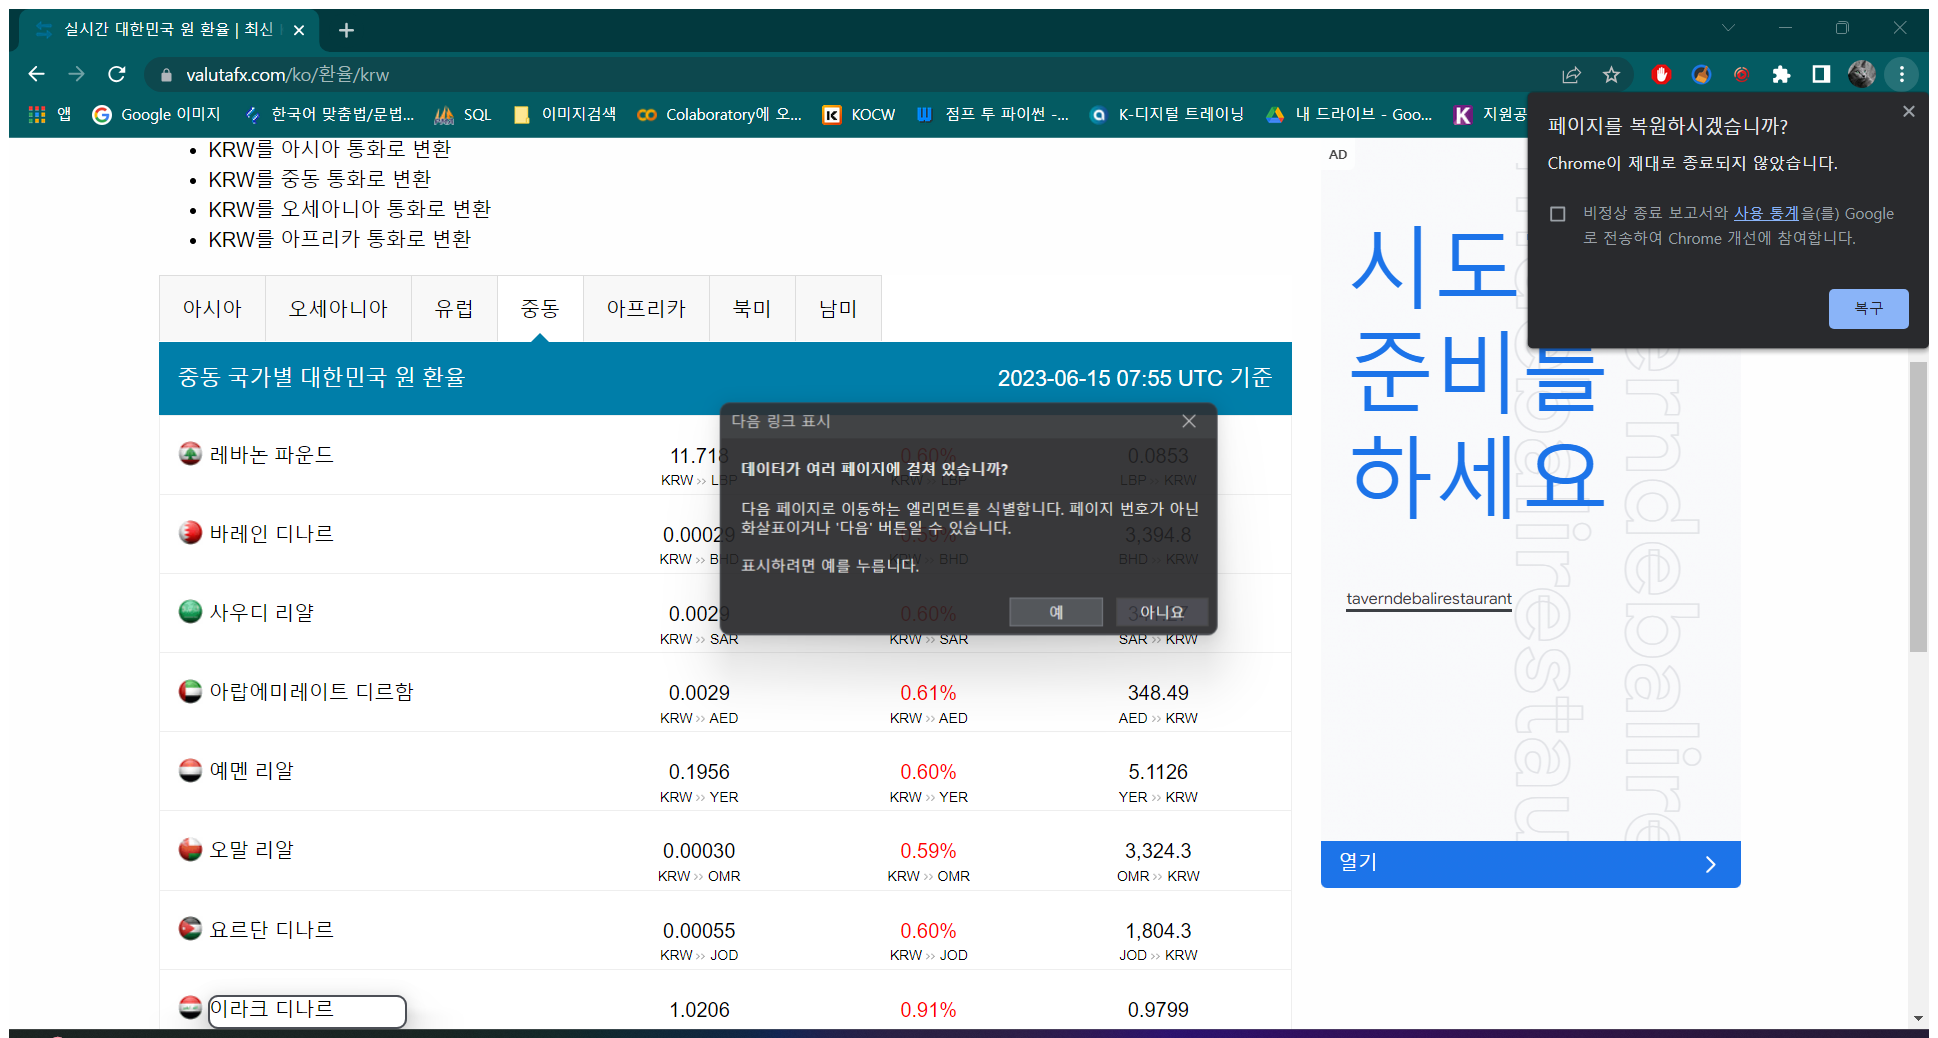 실시간 대한민국 원 환율 | 최신
valutafx.com/ko/환율/krw
앱
Google 이미지
한국어 맞춤법/문법...
SQL
이미지검색
Colaboratory에 오...
KOCW
점프 투 파이썬 -...
K-디지털 트레이닝
내 드라이브 - Goo...
지원공
페이지를 복원하시겠습니까?
Chrome이 제대로 종료되지 않았습니다.
비정상 종료 보고서와 사용 통계을(를) Google
로 전송하여 Chrome 개선에 참여합니다.
복구
KRW를 아시아 통화로 변환
KRW를 중동 통화로 변환
KRW를 오세아니아 통화로 변환
KRW를 아프리카 통화로 변환
아시아 오세아니아 유럽 중동 아프리카 북미 남미
중동 국가별 대한민국 원 환율 2023-06-15 07:55 UTC 기준
다음 링크 표시
데이터가 여러 페이지에 걸쳐 있습니까?
다음 페이지로 이동하는 엘리먼트를 식별합니다. 페이지 번호가 아닌
화살표이거나 '다음' 버튼일 수 있습니다.
표시하려면 예를 누릅니다.
예 아니요
레바논 파운드 11.718 0.60% 0.0853
KRW ›› LBP KRW ›› LBP LBP ›› KRW
바레인 디나르 0.00029 0.59% 3,394.8
KRW ›› BHD KRW ›› BHD BHD ›› KRW
사우디 리얄 0.0029 0.60%
KRW ›› SAR KRW ›› SAR SAR ›› KRW
아랍에미레이트 디르함 0.0029 0.61% 348.49
KRW ›› AED KRW ›› AED AED ›› KRW
예멘 리알 0.1956 0.60% 5.1126
KRW ›› YER KRW ›› YER YER ›› KRW
오말 리알 0.00030 0.59% 3,324.3
KRW ›› OMR KRW ›› OMR OMR ›› KRW
요르단 디나르 0.00055 0.60% 1,804.3
KRW ›› JOD KRW ›› JOD JOD ›› KRW
이라크 디나르 1.0206 0.91% 0.9799
AD
시도
준비를
하세요
taverndebalirestaurant
열기